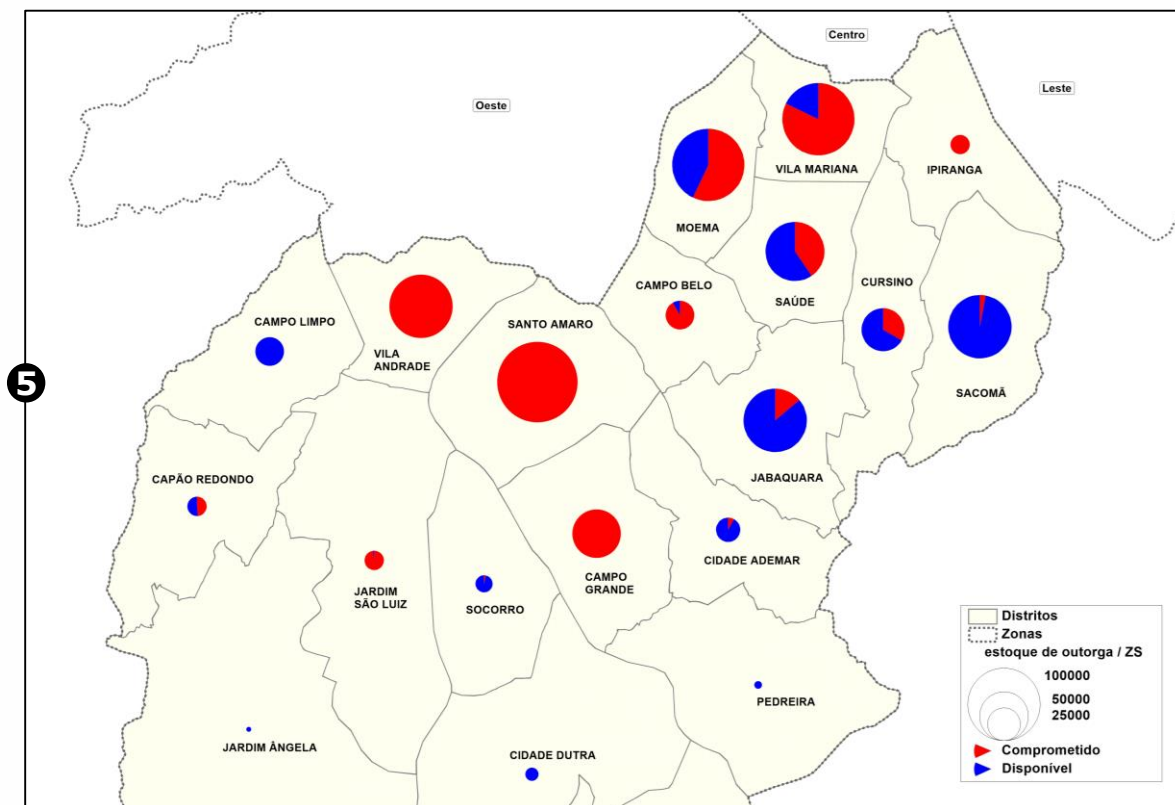 Centro
Oeste
Leste
VILA MARIANA
IPIRANGA
MOEMA
CAMPO BELO
SAÚDE
CURSINO
CAMPO LIMPO
SANTO AMARO
VILA
ANDRADE
SACOMÃ
5
CAPÃO REDONDO
JABAQUARA
CIDADE ADEMAR
JARDIM
SÃO LUIZ
SOCORRO
CAMPO
GRANDE
PEDREIRA
JARDIM ÂNGELA
CIDADE DUTRA
Distritos
Zonas
estoque de outorga / ZS
100000
50000
25000
Comprometido
Disponível